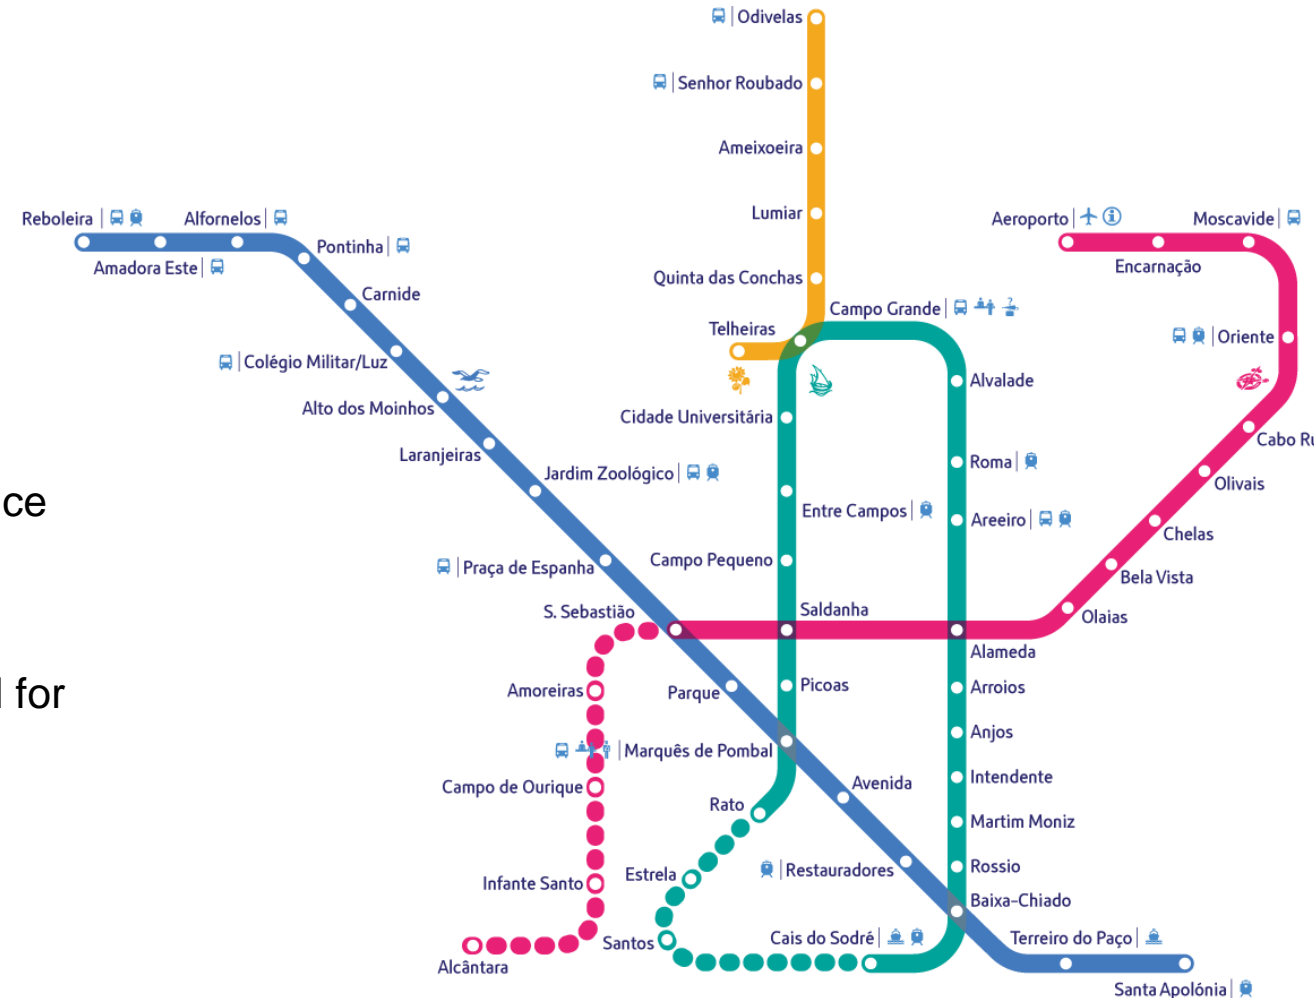 Odivelas
Senhor Roubado
Ameixoeira
Lumiar
Quinta das Conchas
Telheiras
Campo Grande
Reboleira
Alfornelos
Amadora Este
Pontinha
Carnide
Colégio Militar/Luz
Alto dos Moinhos
Laranjeiras
Jardim Zoológico
Praça de Espanha
S. Sebastião
Aeroporto
Moscavide
Encarnação
Oriente
Cabo Ru
Olivais
Chelas
Bela Vista
Olaias
Alvalade
Roma
Areeiro
Alameda
Arroios
Anjos
Intendente
Martim Moniz
Rossio
Baixa-Chiado
Cidade Universitária
Entre Campos
Campo Pequeno
Saldanha
Picoas
Parque
Marquês de Pombal
Avenida
Rato
Restauradores
Estrela
Santos
Cais do Sodré
Terreiro do Paço
Santa Apolónia
Amoreiras
Campo de Ourique
Infante Santo
Alcântara
ce
for